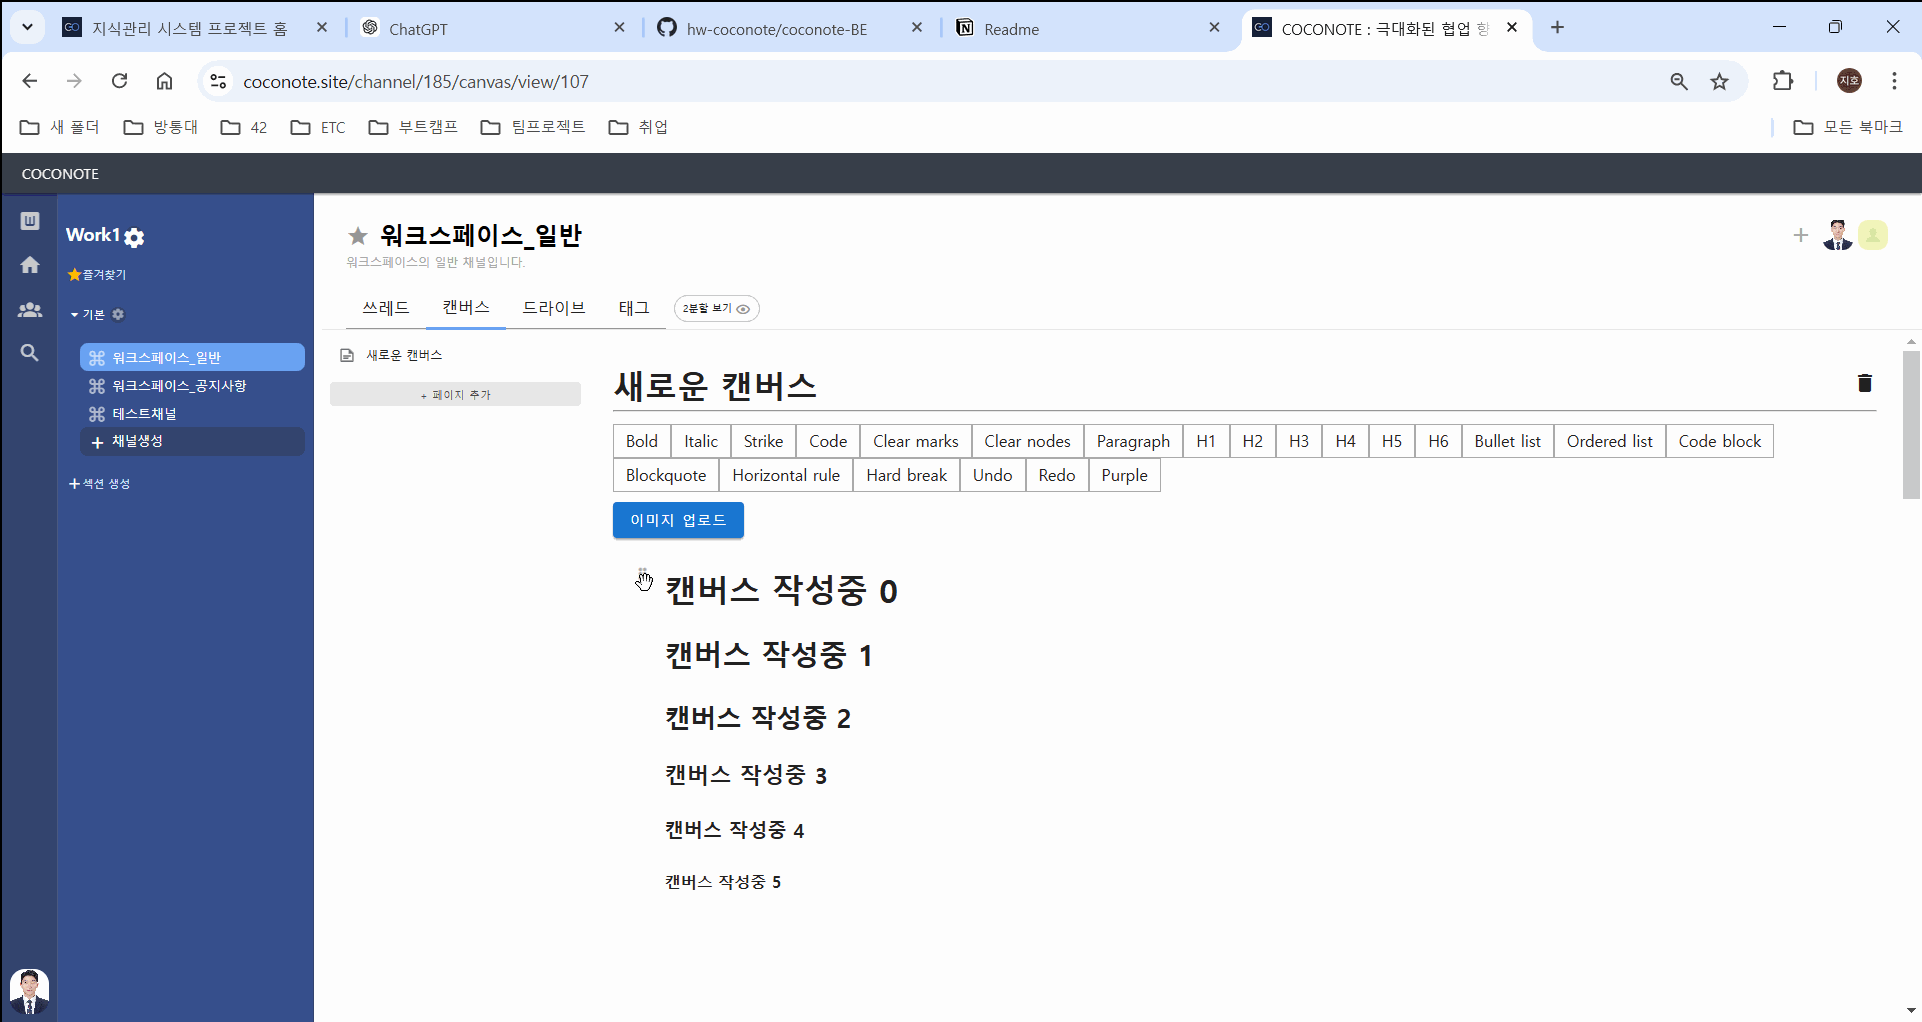 지식관리 시스템 프로젝트 홈
ChatGPT
hw-coconote/coconote-BE
Readme
COCONOTE : 극대화된 협업 향
coconote.site/channel/185/canvas/view/107
지호
새 폴더
방통대
42
ETC
부트캠프
팀프로젝트
취업
모든 북마크
COCONOTE
Work1
즐겨찾기
기본
워크스페이스_일반
워크스페이스_공지사항
테스트채널
채널생성
섹션 생성
워크스페이스_일반
워크스페이스의 일반 채널입니다.
쓰레드 캔버스 드라이브 태그 2분할 보기
새로운 캔버스
+ 페이지 추가
새로운 캔버스
Bold Italic Strike Code Clear marks Clear nodes Paragraph H1 H2 H3 H4 H5 H6 Bullet list Ordered list Code block
Blockquote Horizontal rule Hard break Undo Redo Purple
이미지 업로드
캔버스 작성중 0
캔버스 작성중 1
캔버스 작성중 2
캔버스 작성중 3
캔버스 작성중 4
캔버스 작성중 5